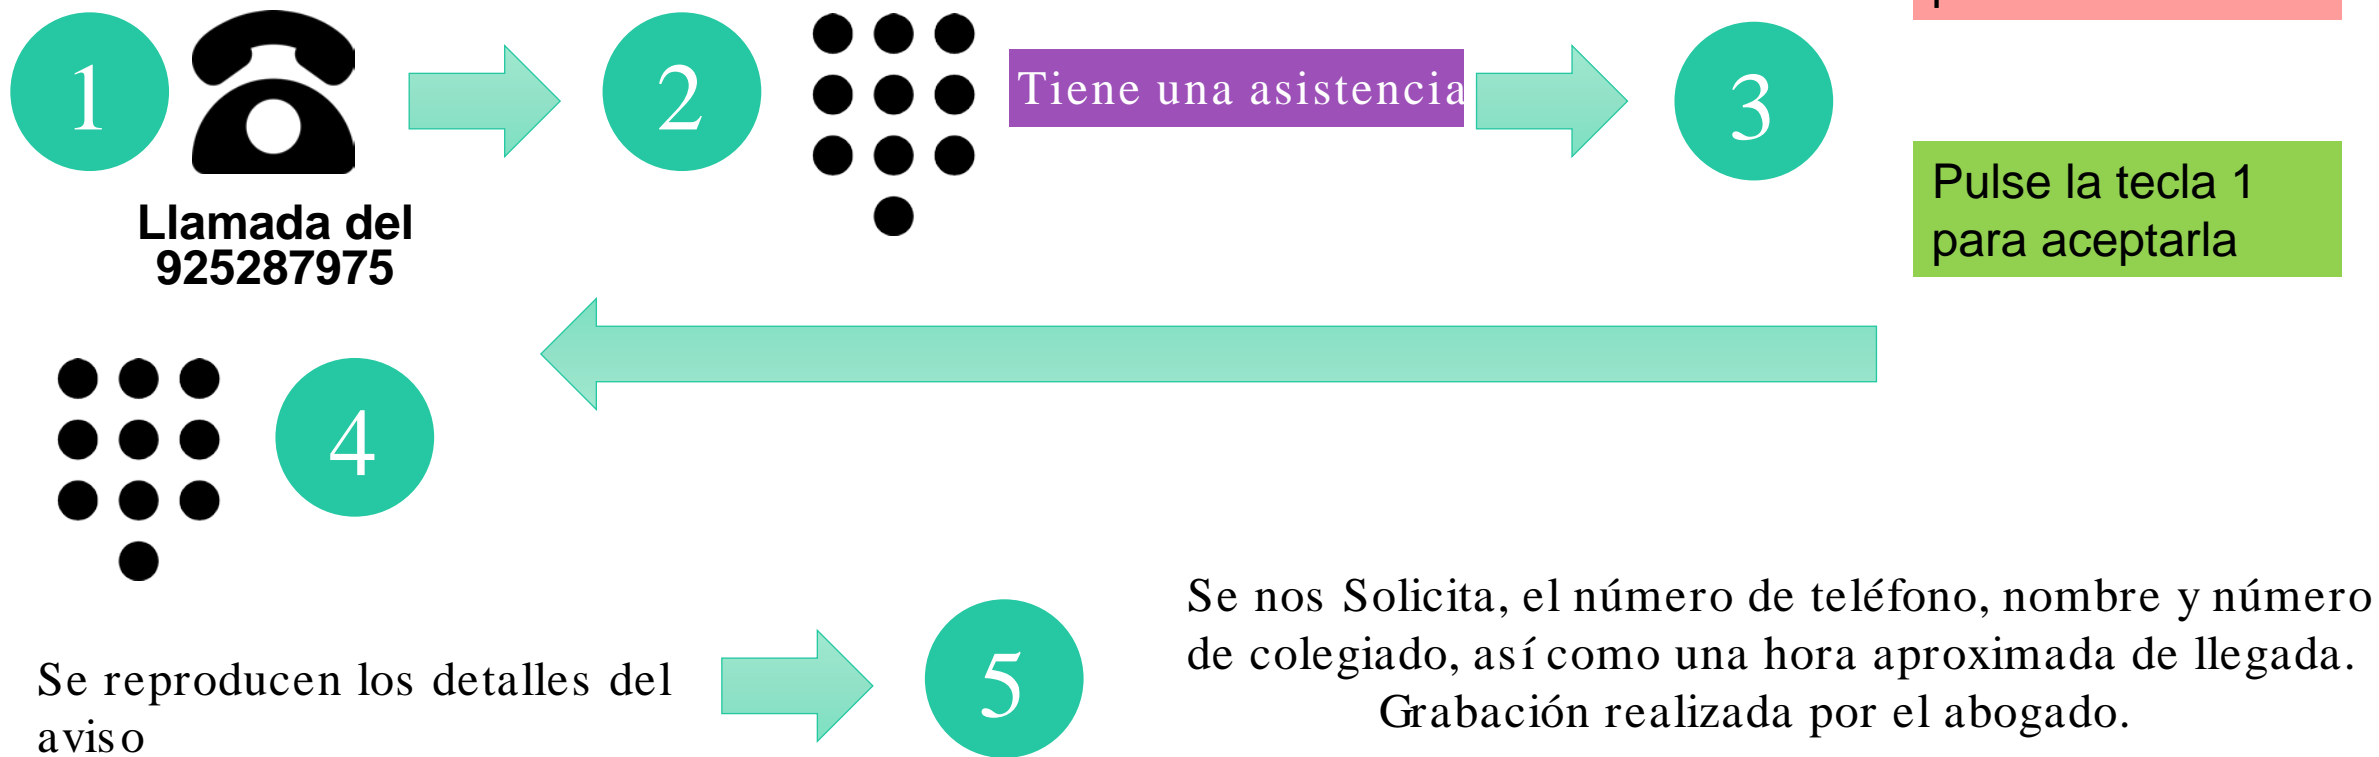 1
2
Tiene una asistencia
3
Llamada del
925287975
Pulse la tecla 1
para aceptarla
4
Se reproducen los detalles del
aviso
5
Se nos Solicita, el número de teléfono, nombre y número
de colegiado, así como una hora aproximada de llegada.
Grabación realizada por el abogado.